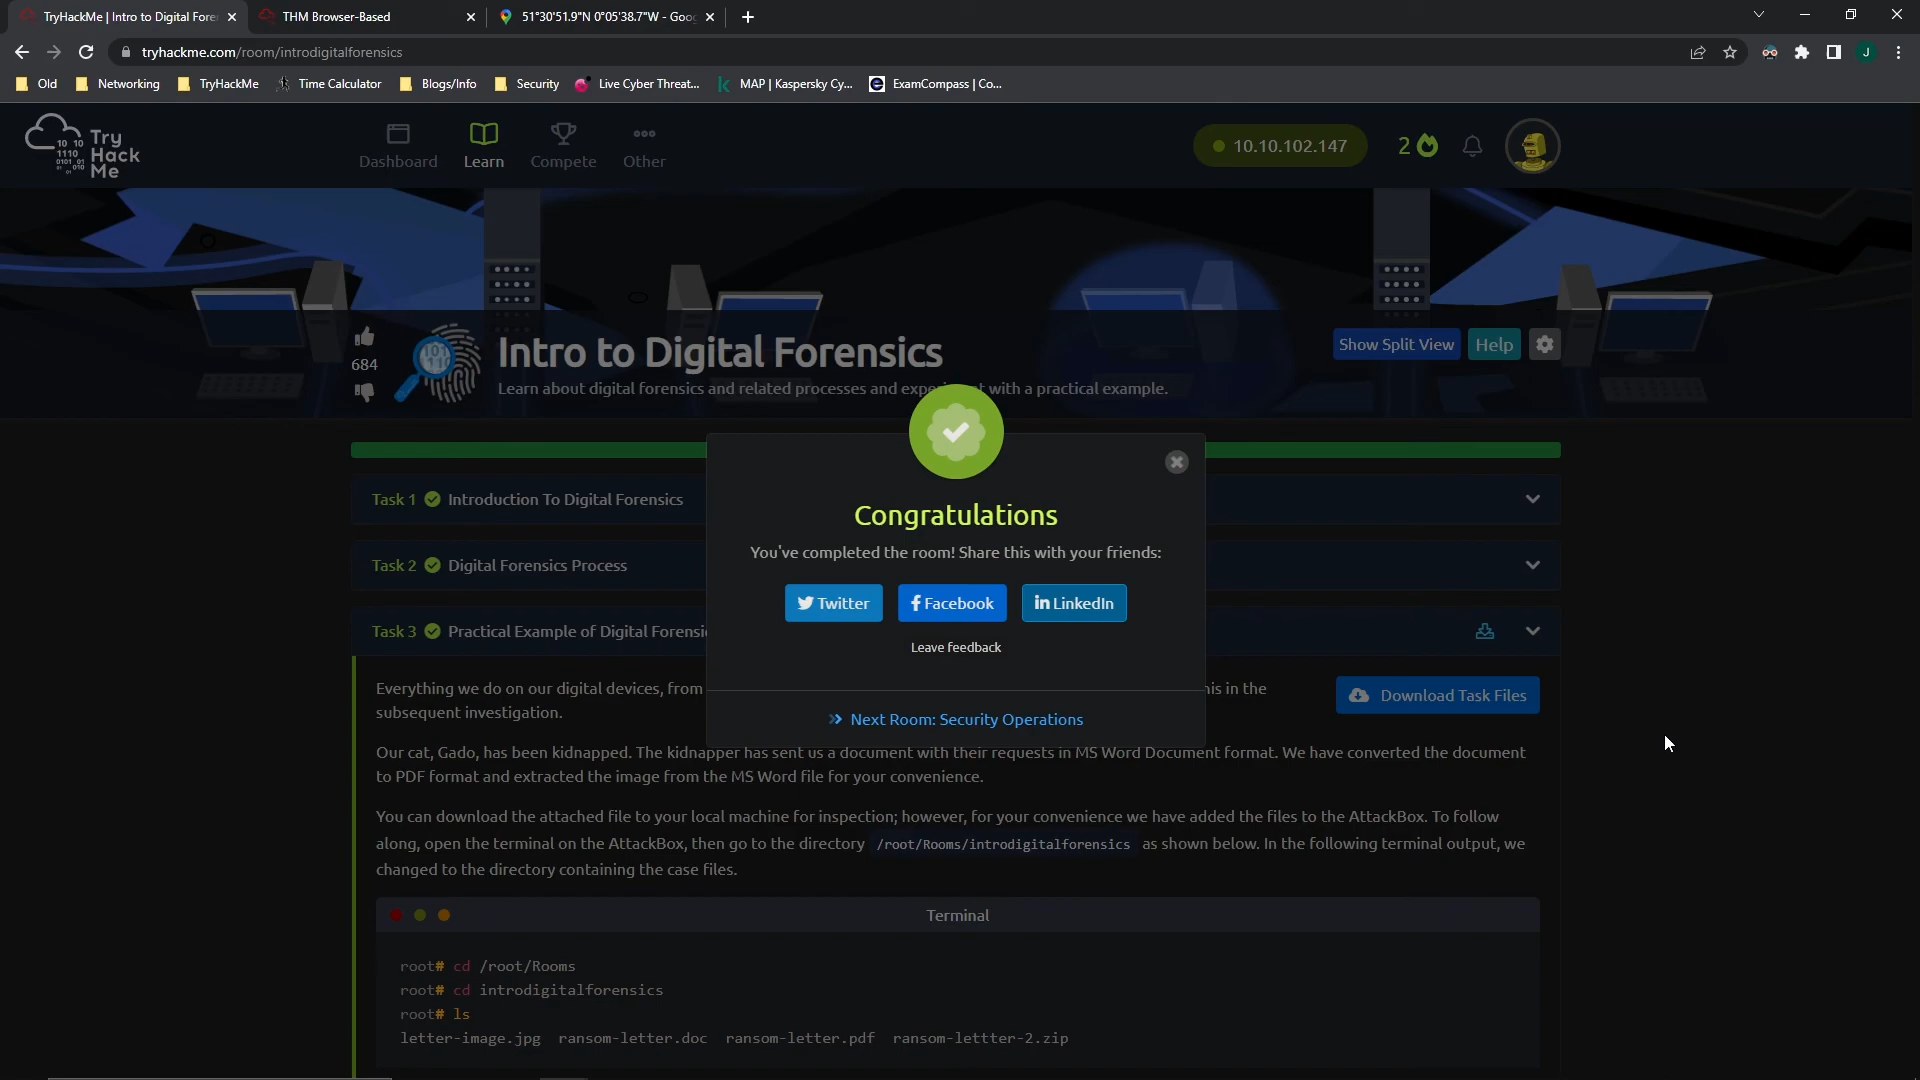 TryHackMe | Intro to Digital Foren
THM Browser-Based
51°30'51.9"N 0°05'38.7"W - Goog
tryhackme.com/room/introdigitalforensics
J
Old
Networking
TryHackMe
Time Calculator
Blogs/Info
Security
Live Cyber Threat...
MAP | Kaspersky Cy...
ExamCompass | Co...
Try
Hack
Me
10 10
1110
0101 01
010
Dashboard
Learn
Compete
Other
10.10.102.147
2
684
Intro to Digital Forensics
Learn about digital forensics and related processes and experiment with a practical example.
Show Split View
Help
Task 1 Introduction To Digital Forensics
Task 2 Digital Forensics Process
Task 3 Practical Example of Digital Forensi
Congratulations
You've completed the room! Share this with your friends:
Twitter
Facebook
LinkedIn
Leave feedback
Next Room: Security Operations
Everything we do on our digital devices, from
his in the
subsequent investigation.
Download Task Files
Our cat, Gado, has been kidnapped. The kidnapper has sent us a document with their requests in MS Word Document format. We have converted the document
to PDF format and extracted the image from the MS Word file for your convenience.
You can download the attached file to your local machine for inspection; however, for your convenience we have added the files to the AttackBox. To follow
along, open the terminal on the AttackBox, then go to the directory /root/Rooms/introdigitalforensics as shown below. In the following terminal output, we
changed to the directory containing the case files.
Terminal
root# cd /root/Rooms
root# cd introdigitalforensics
root# ls
letter-image.jpg ransom-letter.doc ransom-letter.pdf ransom-lettter-2.zip